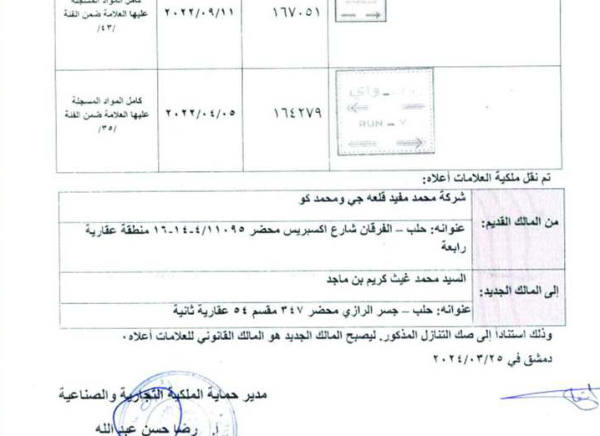 كامل المواد المسجلة
عليها العلامة ضمن الفئة
/٤٣/
٢٠٢٢/٠٩/١١
١٦٧٠٥١
كامل المواد المسجلة
عليها العلامة ضمن الفئة
/٣٥/
٢٠٢٢/٠٤/٠٥
١٦٤٢٧٩
واي
RUN _ Y
تم نقل ملكية العلامات أعلاه:
من المالك القديم:
شركة محمد مفيد قلعه جي ومحمد كو
عنوانه: حلب – الفرقان شارع اكسبريس محضر ٤/١١٠٩٥-١٤-١٦ منطقة عقارية
رابعة
إلى المالك الجديد:
السيد محمد غيث كريم بن ماجد
عنوانه: حلب – جسر الرازي محضر ٣٤٧ مقسم ٥٤ عقارية ثانية
وذلك استناداً إلى صك التنازل المذكور. ليصبح المالك الجديد هو المالك القانوني للعلامات أعلاه.
دمشق في ٢٠٢٤/٠٣/٢٥
مدير حماية الملكية التجارية والصناعية
أ. رضا حسن عبد الله